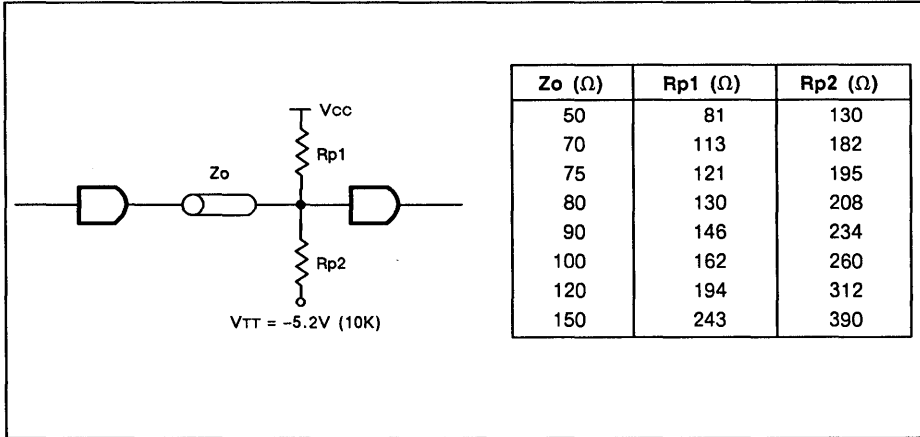 Vcc
Rp1
Zo
Rp2
VTT = -5.2V (10K)
Zo (Ω) Rp1 (Ω) Rp2 (Ω)
50 81 130
70 113 182
75 121 195
80 130 208
90 146 234
100 162 260
120 194 312
150 243 390